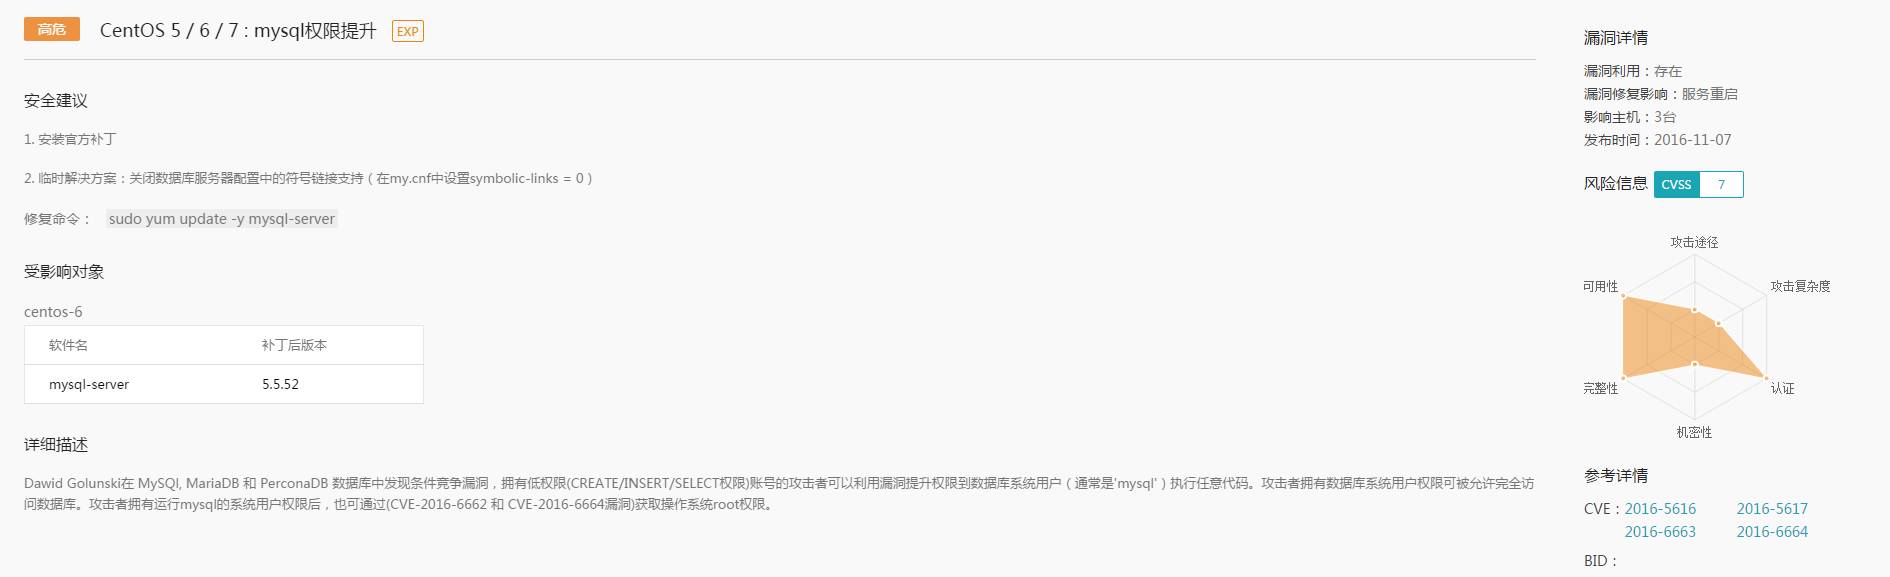 高危 CentOS 5 / 6 / 7 : mysql权限提升 EXP
安全建议
1. 安装官方补丁
2. 临时解决方案：关闭数据库服务器配置中的符号链接支持（在my.cnf中设置symbolic-links = 0）
修复命令： sudo yum update -y mysql-server
受影响对象
centos-6
软件名 补丁后版本
mysql-server 5.5.52
详细描述
Dawid Golunski在 MySQl, MariaDB 和 PerconaDB 数据库中发现条件竞争漏洞，拥有低权限(CREATE/INSERT/SELECT权限)账号的攻击者可以利用漏洞提升权限到数据库系统用户（通常是'mysql'）执行任意代码。攻击者拥有数据库系统用户权限可被允许完全访
问数据库。攻击者拥有运行mysql的系统用户权限后，也可通过(CVE-2016-6662 和 CVE-2016-6664漏洞)获取操作系统root权限。
漏洞详情
漏洞利用：存在
漏洞修复影响：服务重启
影响主机：3台
发布时间：2016-11-07
风险信息 CVSS 7
攻击途径
可用性 攻击复杂度
完整性 认证
机密性
参考详情
CVE：2016-5616 2016-5617
2016-6663 2016-6664
BID：